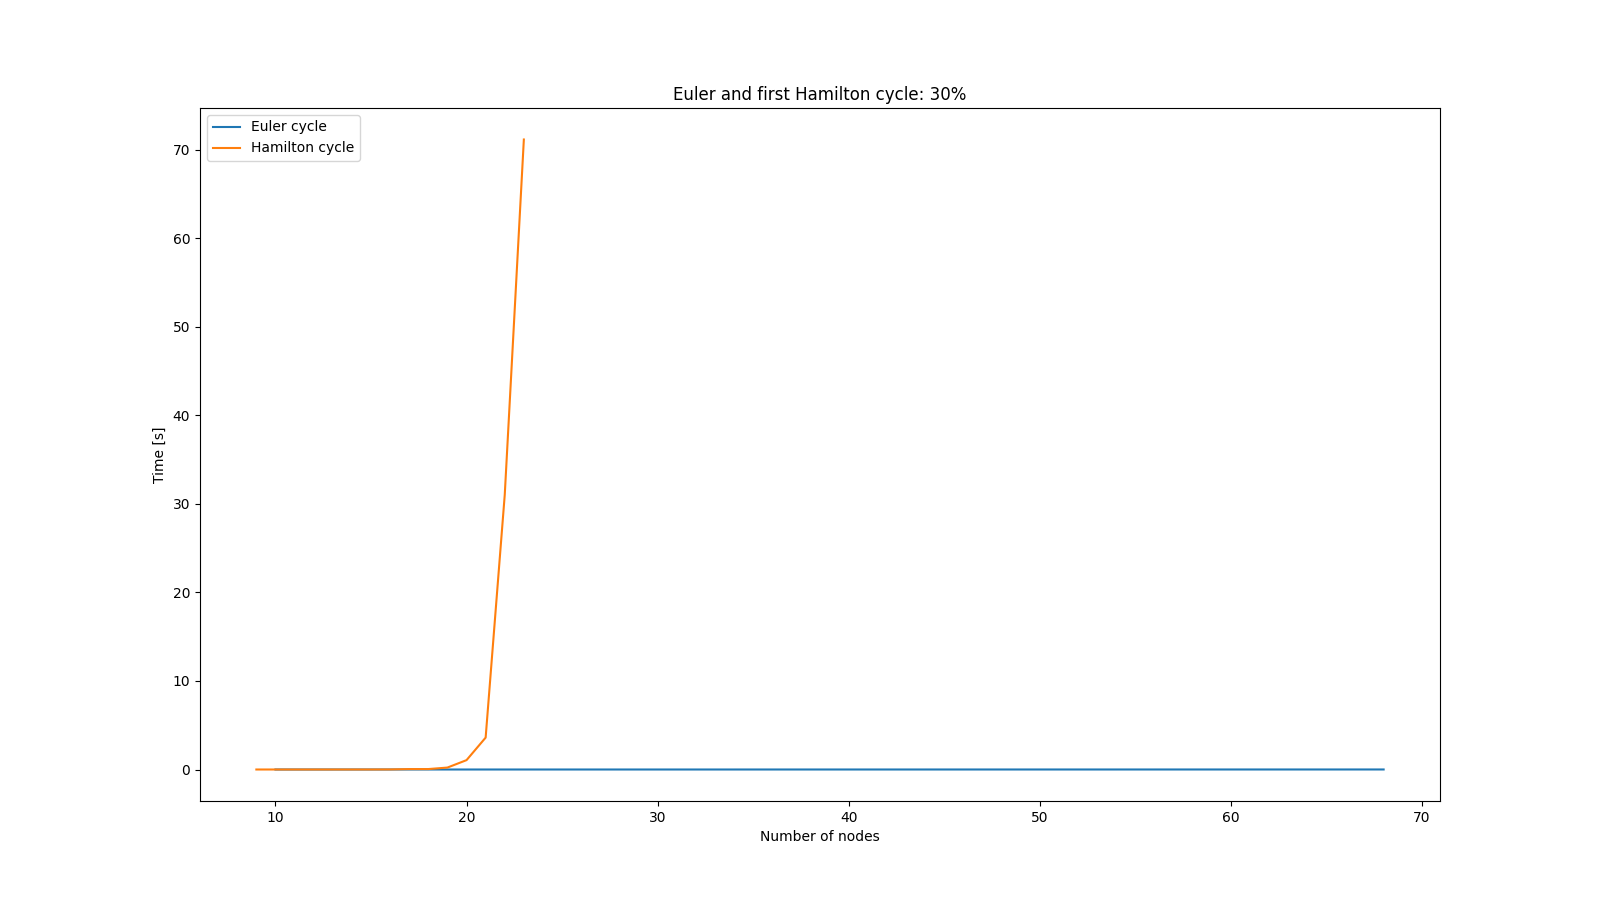 Euler and first Hamilton cycle: 30%
Euler cycle
Hamilton cycle
70
60
50
40
30
20
10
0
Time [s]
10 20 30 40 50 60 70
Number of nodes